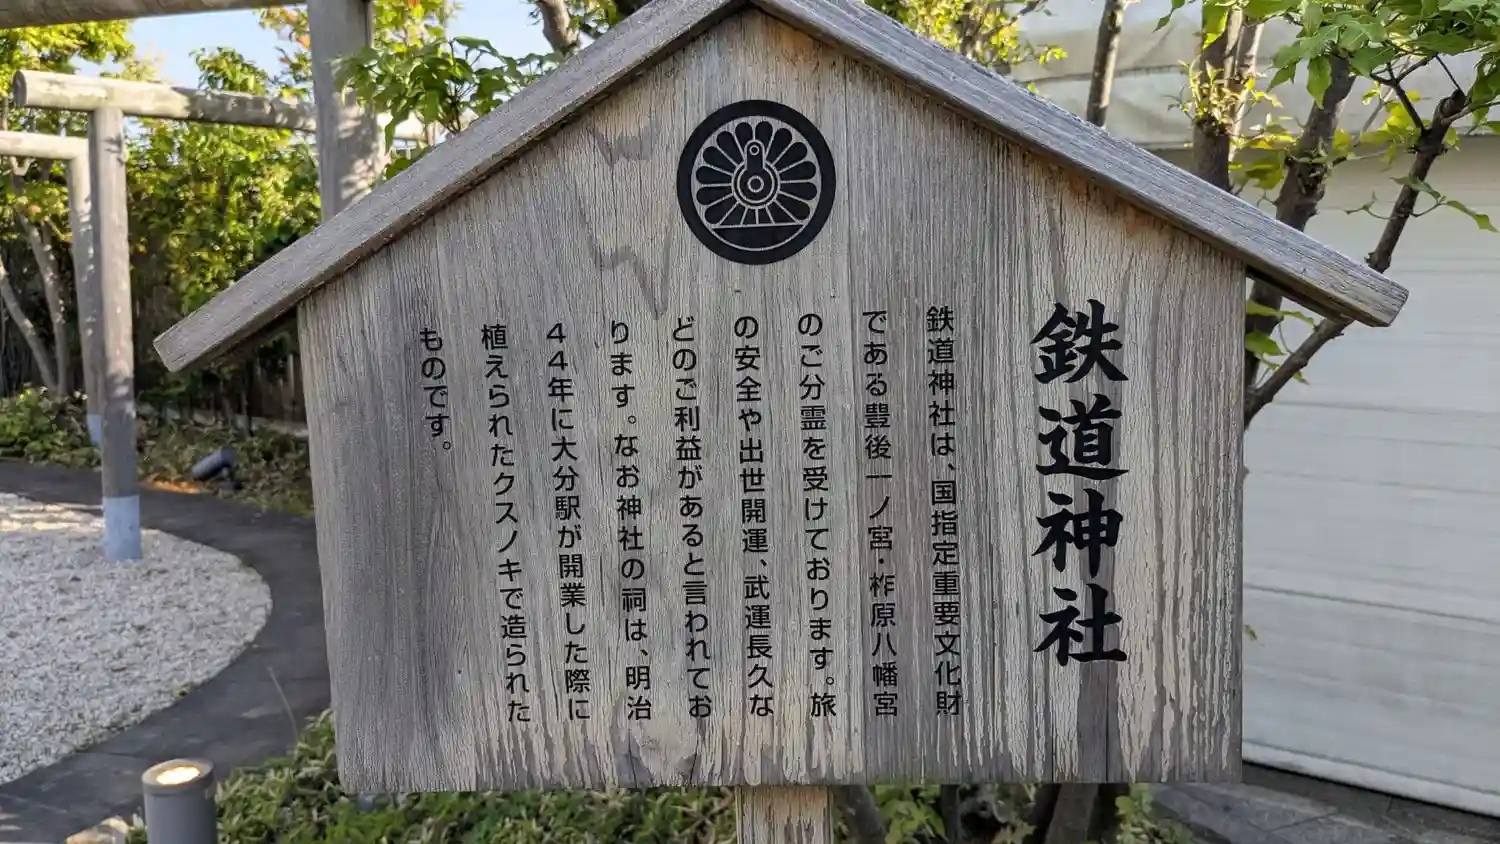 鉄道神社
鉄道神社は、国指定重要文化財
である豊後一ノ宮・柞原八幡宮
のご分霊を受けております。旅
の安全や出世開運、武運長久な
どのご利益があると言われてお
ります。なお神社の祠は、明治
44年に大分駅が開業した際に
植えられたクスノキで造られた
ものです。